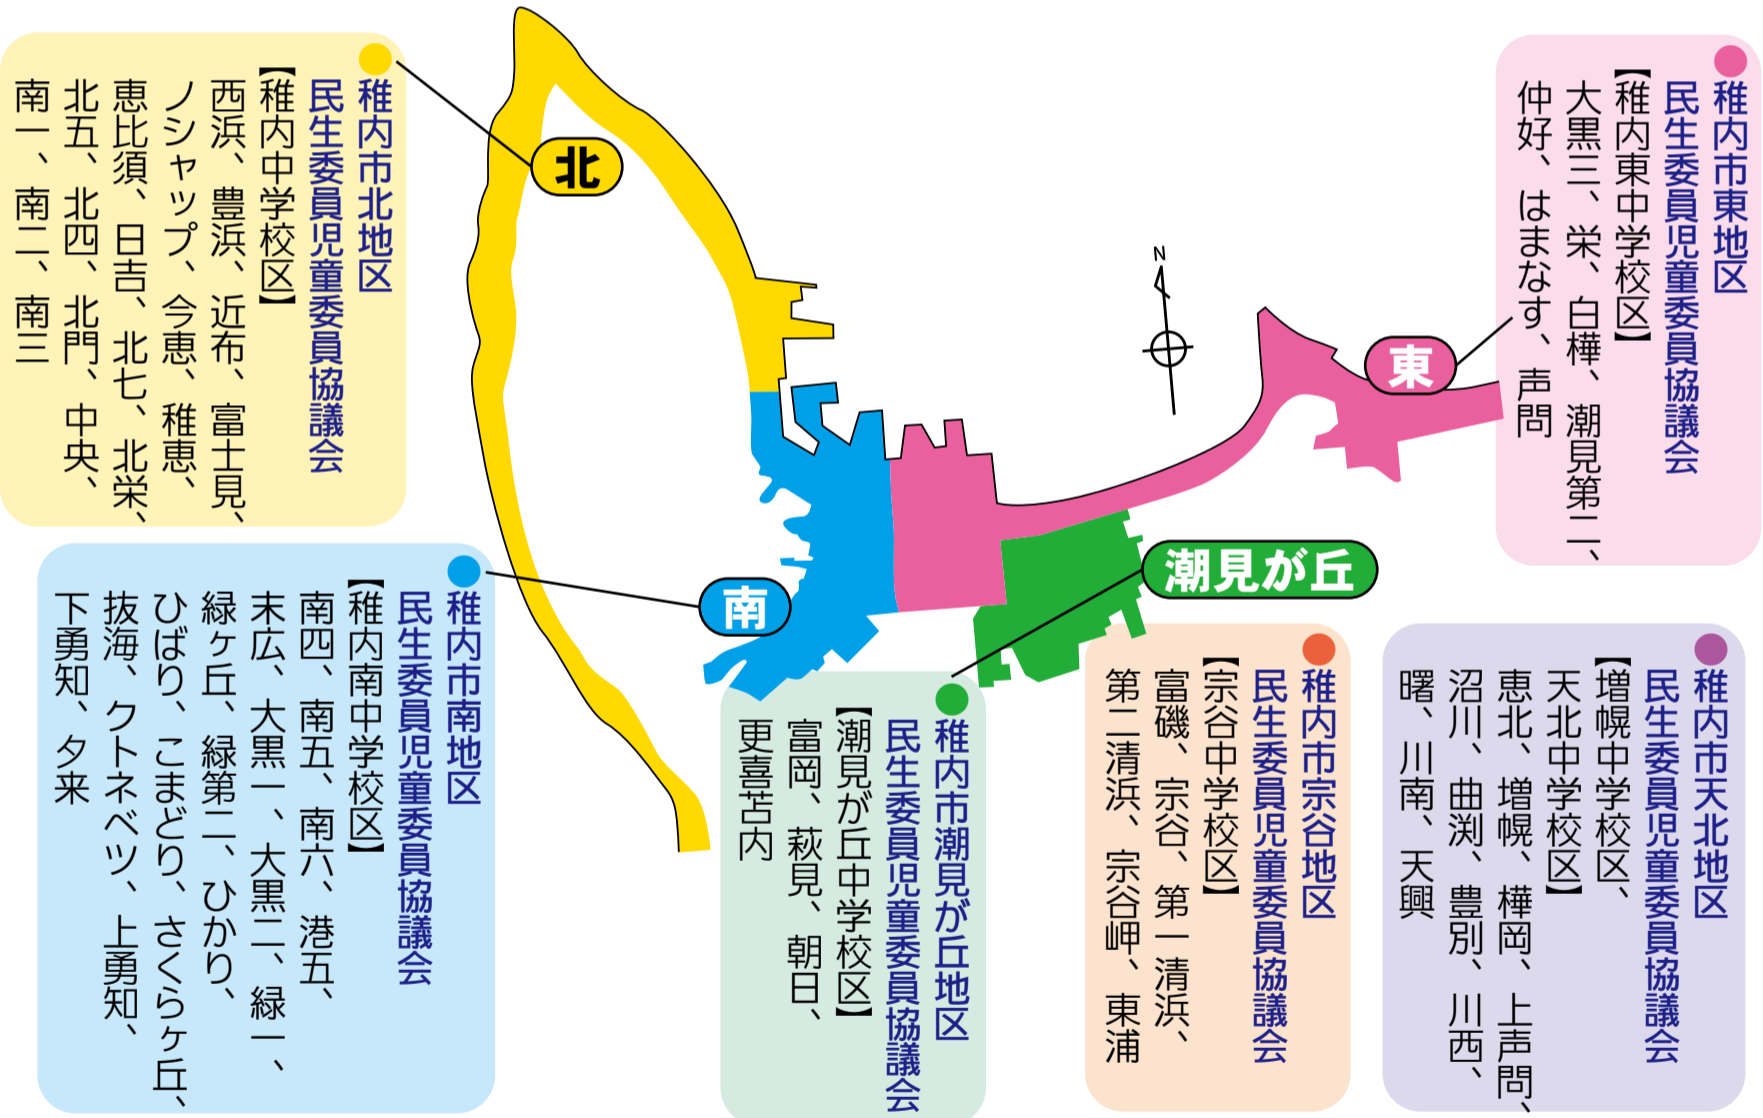 稚内市北地区
民生委員児童委員協議会
【稚内中学校区】
西浜、豊浜、近布、富士見、
ノシャップ、今恵、稚恵、
恵比須、日吉、北七、北栄、
北五、北四、北門、中央、
南一、南二、南三
北
N
稚内市東地区
民生委員児童委員協議会
【稚内東中学校区】
大黒三、栄、白樺、潮見第二、
仲好、はまなす、声問
東
稚内市南地区
民生委員児童委員協議会
【稚内南中学校区】
南四、南五、南六、港五、
末広、大黒一、大黒二、緑一、
緑ヶ丘、緑第二、ひかり、
ひばり、こまどり、さくらヶ丘、
抜海、クトネベツ、上勇知、
下勇知、夕来
南
潮見が丘
稚内市潮見が丘地区
民生委員児童委員協議会
【潮見が丘中学校区】
富岡、萩見、朝日、
更喜苫内
稚内市宗谷地区
民生委員児童委員協議会
【宗谷中学校区】
富磯、宗谷、第一清浜、
第二清浜、宗谷岬、東浦
稚内市天北地区
民生委員児童委員協議会
【増幌中学校区、
天北中学校区】
恵北、増幌、樺岡、上声問、
沼川、曲渕、豊別、川西、
曙、川南、天興